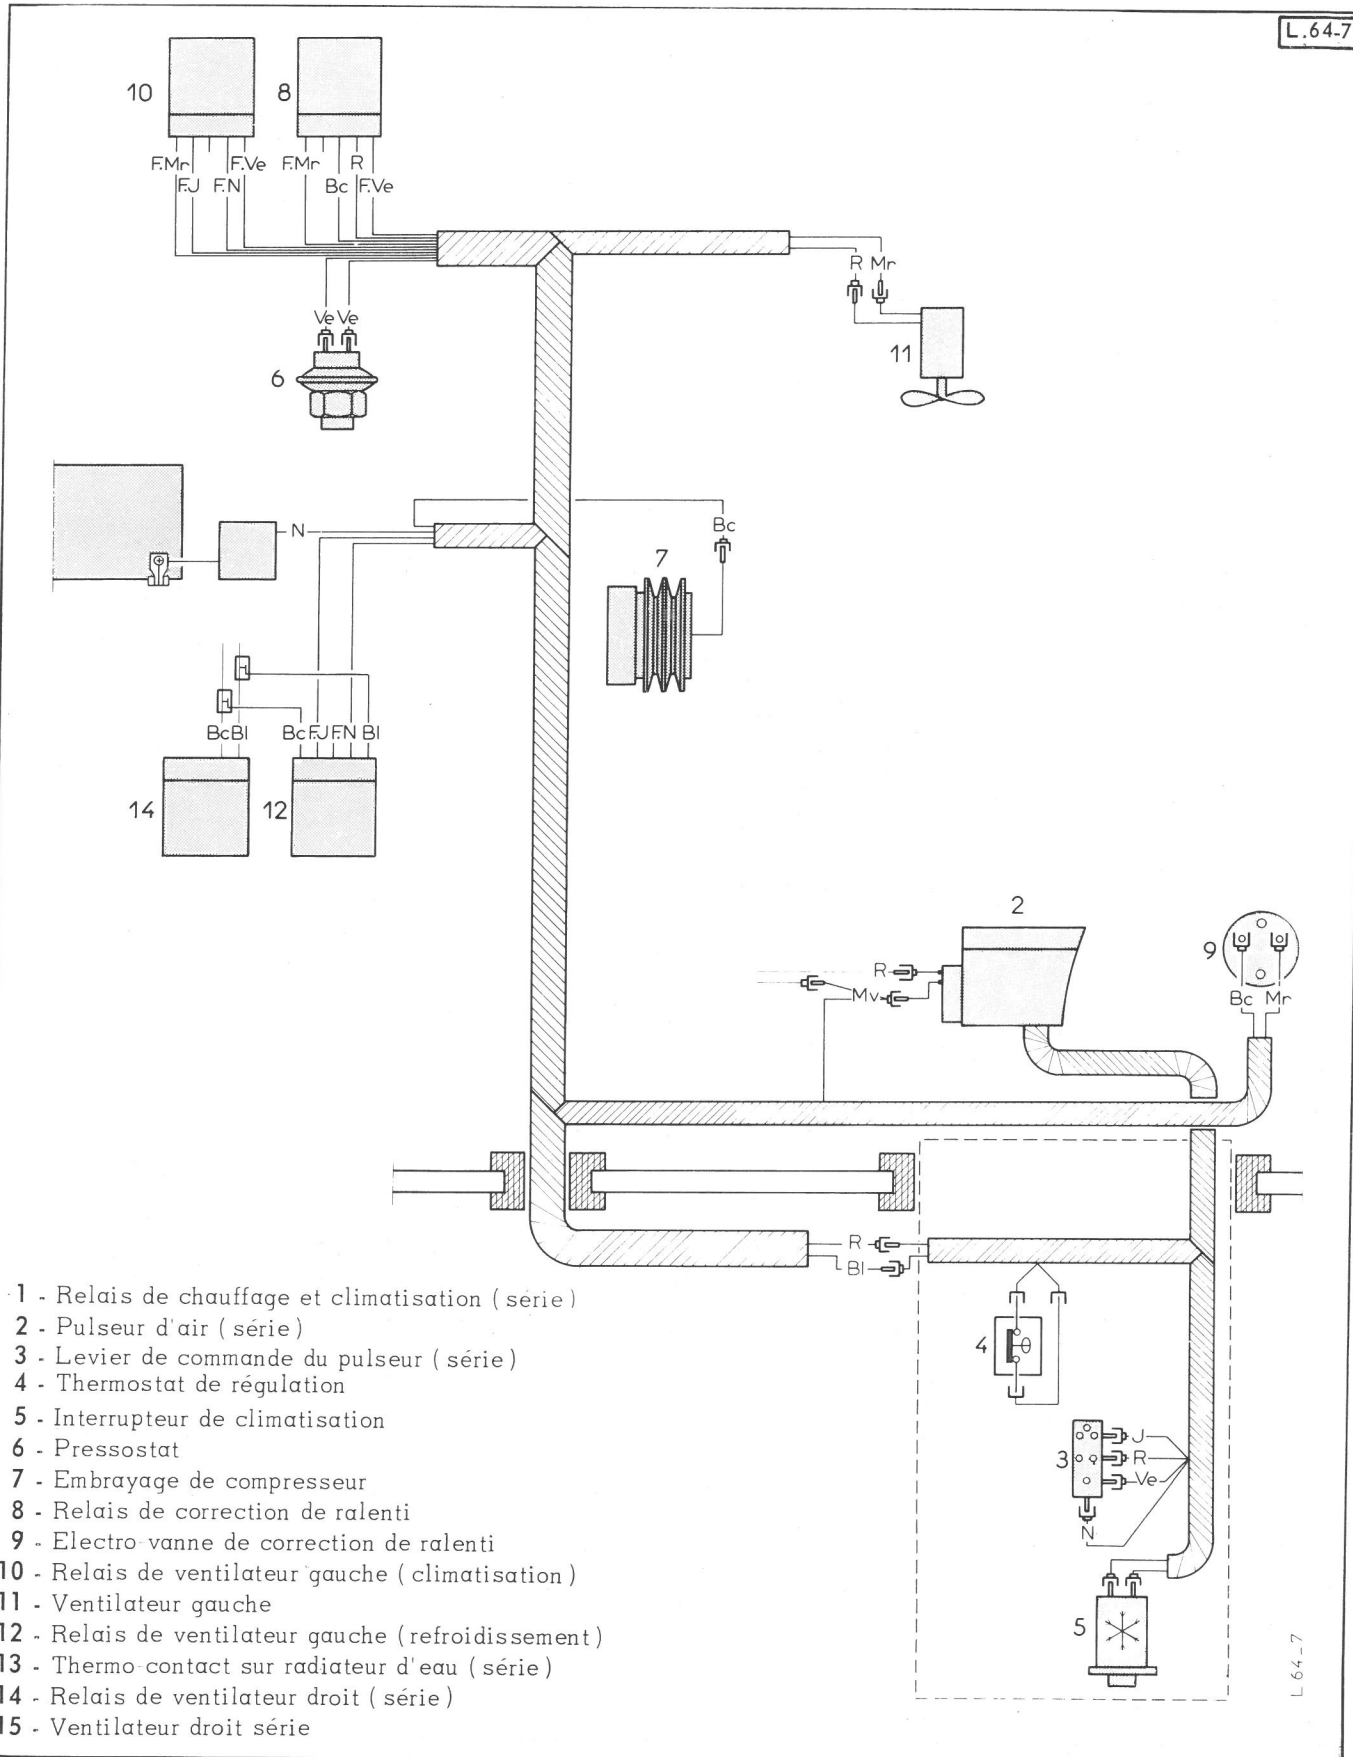 L.64-7
10
8
F.Mr F.Ve F.Mr R
F.J F.N Bc F.Ve
R Mr
Ve Ve
11
6
N
Bc
7
Bc Bl Bc F.J F.N Bl
14
12
2
9
R
Mv
Bc Mr
R
Bl
4
J
3
R
Ve
N
5
1 - Relais de chauffage et climatisation ( série )
2 - Pulseur d'air ( série )
3 - Levier de commande du pulseur ( série )
4 - Thermostat de régulation
5 - Interrupteur de climatisation
6 - Pressostat
7 - Embrayage de compresseur
8 - Relais de correction de ralenti
9 - Electro-vanne de correction de ralenti
10 - Relais de ventilateur gauche ( climatisation )
11 - Ventilateur gauche
12 - Relais de ventilateur gauche ( refroidissement )
13 - Thermo-contact sur radiateur d'eau ( série )
14 - Relais de ventilateur droit ( série )
15 - Ventilateur droit série
L 64_7